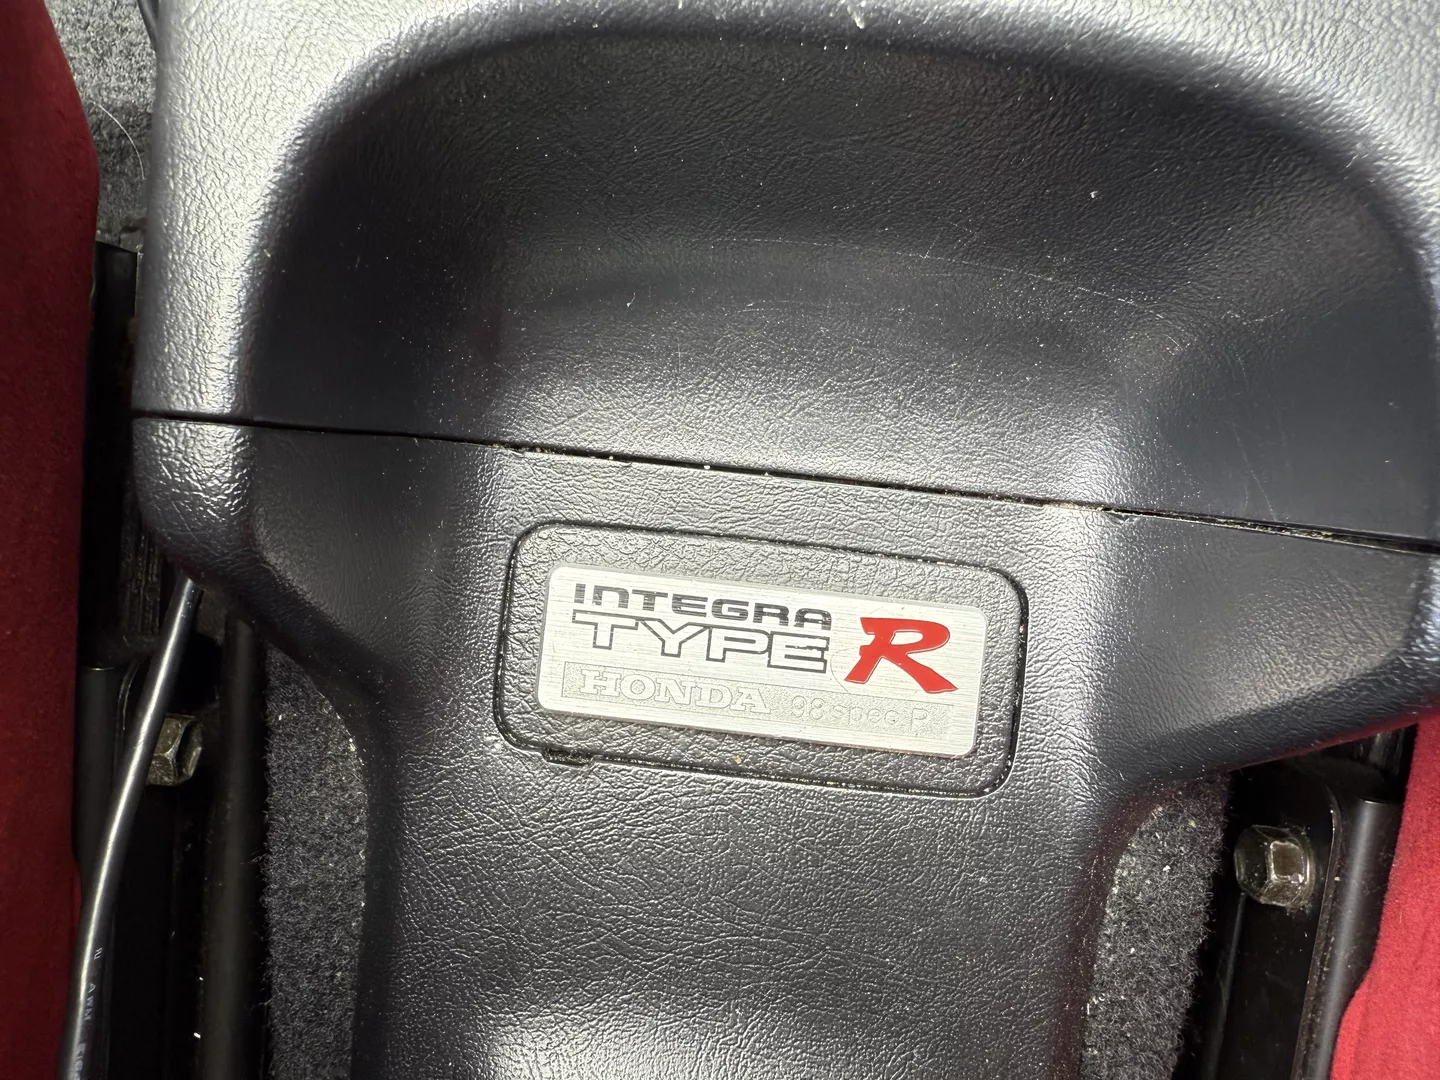 INTEGRA
TYPE R
HONDA 98 spec R